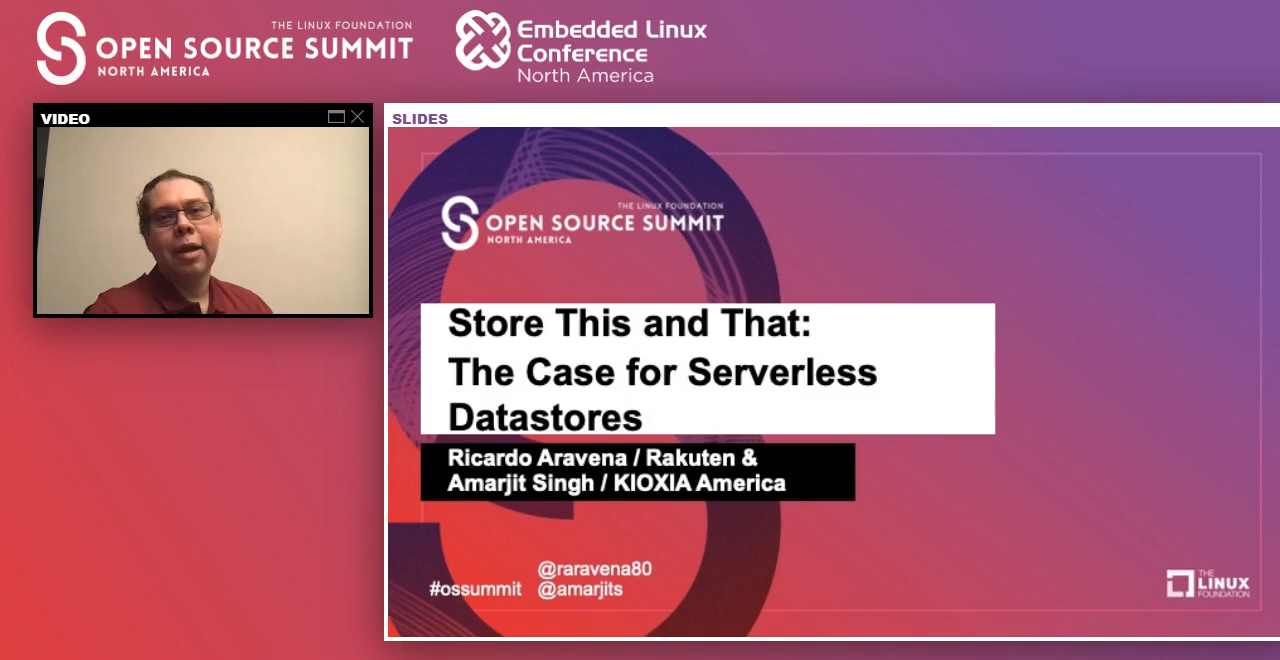 THE LINUX FOUNDATION
OPEN SOURCE SUMMIT
NORTH AMERICA
Embedded Linux
Conference
North America
VIDEO
SLIDES
THE LINUX FOUNDATION
OPEN SOURCE SUMMIT
NORTH AMERICA
Store This and That:
The Case for Serverless
Datastores
Ricardo Aravena / Rakuten &
Amarjit Singh / KIOXIA America
@raravena80
#ossummit @amarjits
THE
LINUX
FOUNDATION